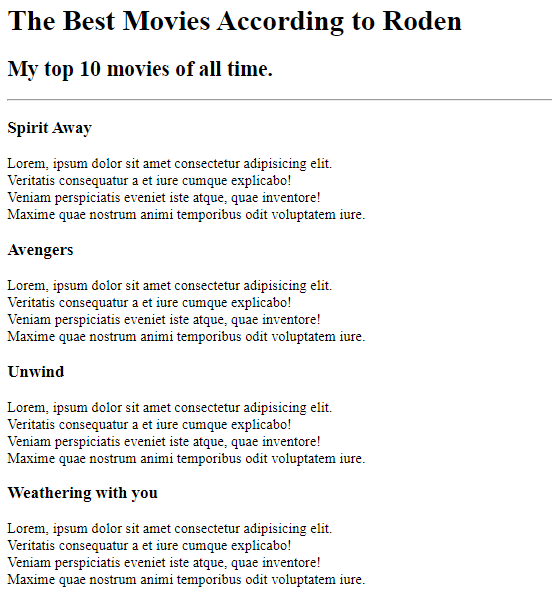 The Best Movies According to Roden
My top 10 movies of all time.
Spirit Away
Lorem, ipsum dolor sit amet consectetur adipisicing elit.
Veritatis consequatur a et iure cumque explicabo!
Veniam perspiciatis eveniet iste atque, quae inventore!
Maxime quae nostrum animi temporibus odit voluptatem iure.
Avengers
Lorem, ipsum dolor sit amet consectetur adipisicing elit.
Veritatis consequatur a et iure cumque explicabo!
Veniam perspiciatis eveniet iste atque, quae inventore!
Maxime quae nostrum animi temporibus odit voluptatem iure.
Unwind
Lorem, ipsum dolor sit amet consectetur adipisicing elit.
Veritatis consequatur a et iure cumque explicabo!
Veniam perspiciatis eveniet iste atque, quae inventore!
Maxime quae nostrum animi temporibus odit voluptatem iure.
Weathering with you
Lorem, ipsum dolor sit amet consectetur adipisicing elit.
Veritatis consequatur a et iure cumque explicabo!
Veniam perspiciatis eveniet iste atque, quae inventore!
Maxime quae nostrum animi temporibus odit voluptatem iure.